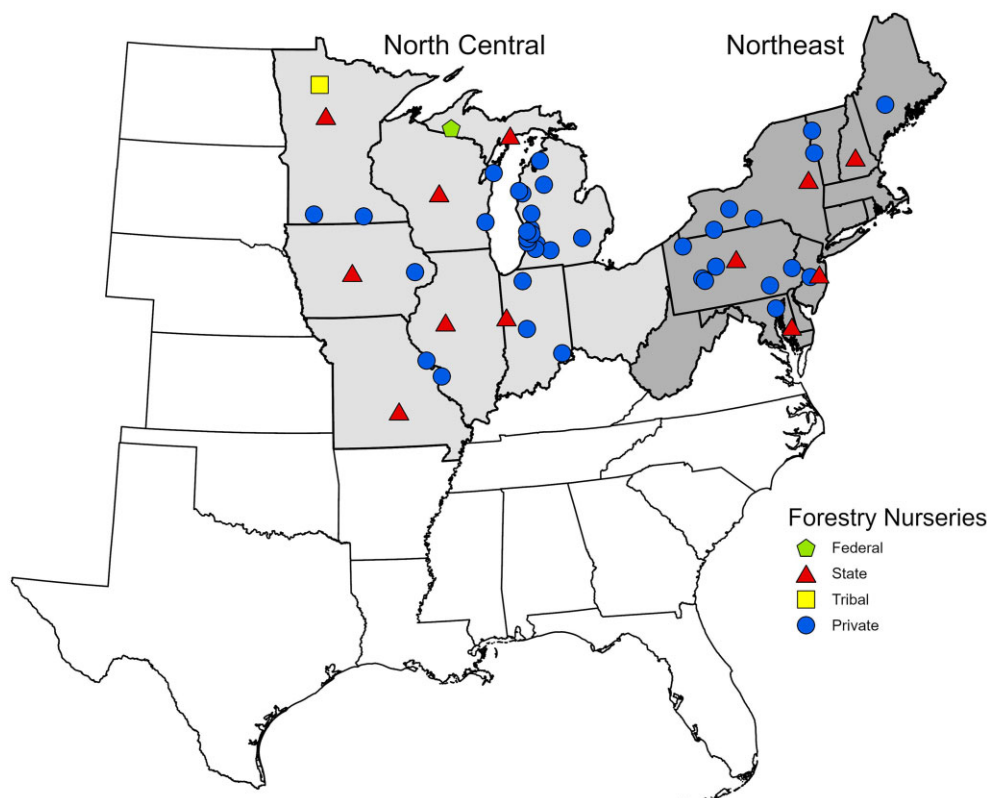 North Central
Northeast
Forestry Nurseries
Federal
State
Tribal
Private